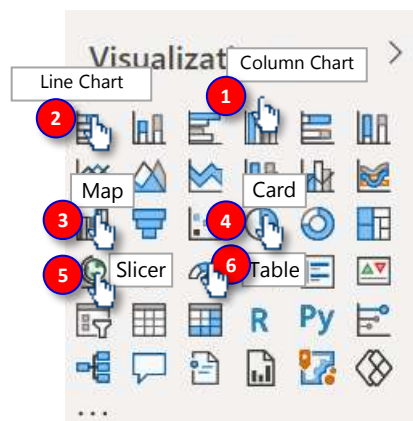 Visualizat
Column Chart
Line Chart
1
2
Map
Card
3
4
5
Slicer
6
Table
R
Py
...